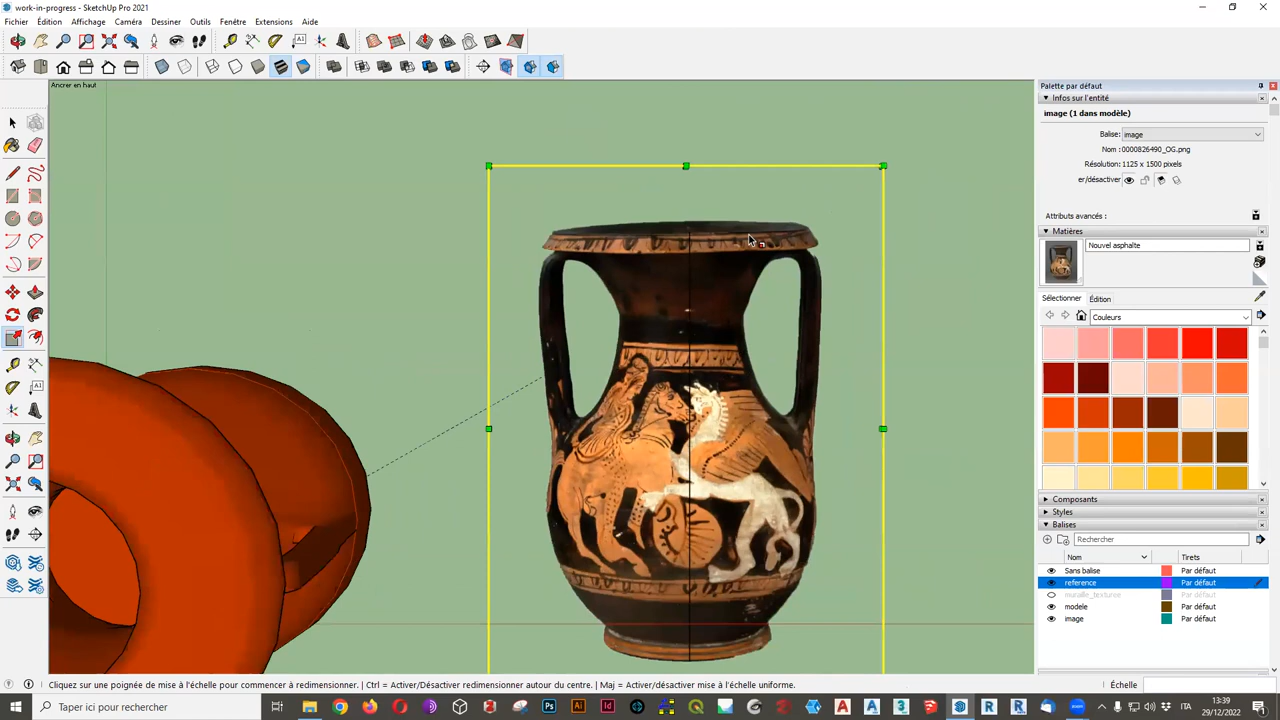 work-in-progress - SketchUp Pro 2021
Fichier Édition Affichage Caméra Dessiner Outils Fenêtre Extensions Aide
Ancrer en haut
Palette par défaut
Infos sur l'entité
image (1 dans modèle)
Balise: image
Nom : 0000826490_OG.png
Résolution: 1125 x 1500 pixels
er/désactiver
Attributs avancés :
Matières
Nouvel asphalte
Sélectionner Édition
Couleurs
Composants
Styles
Balises
Rechercher
Nom Tirets
Sans balise Par défaut
reference Par défaut
muraille_texturee Par défaut
modele Par défaut
image Par défaut
Cliquez sur une poignée de mise à l'échelle pour commencer à redimensionner. | Ctrl = Activer/Désactiver redimensionner autour du centre. | Maj = Activer/désactiver mise à l'échelle uniforme.
Échelle
Taper ici pour rechercher
ITA
13:39
29/12/2022